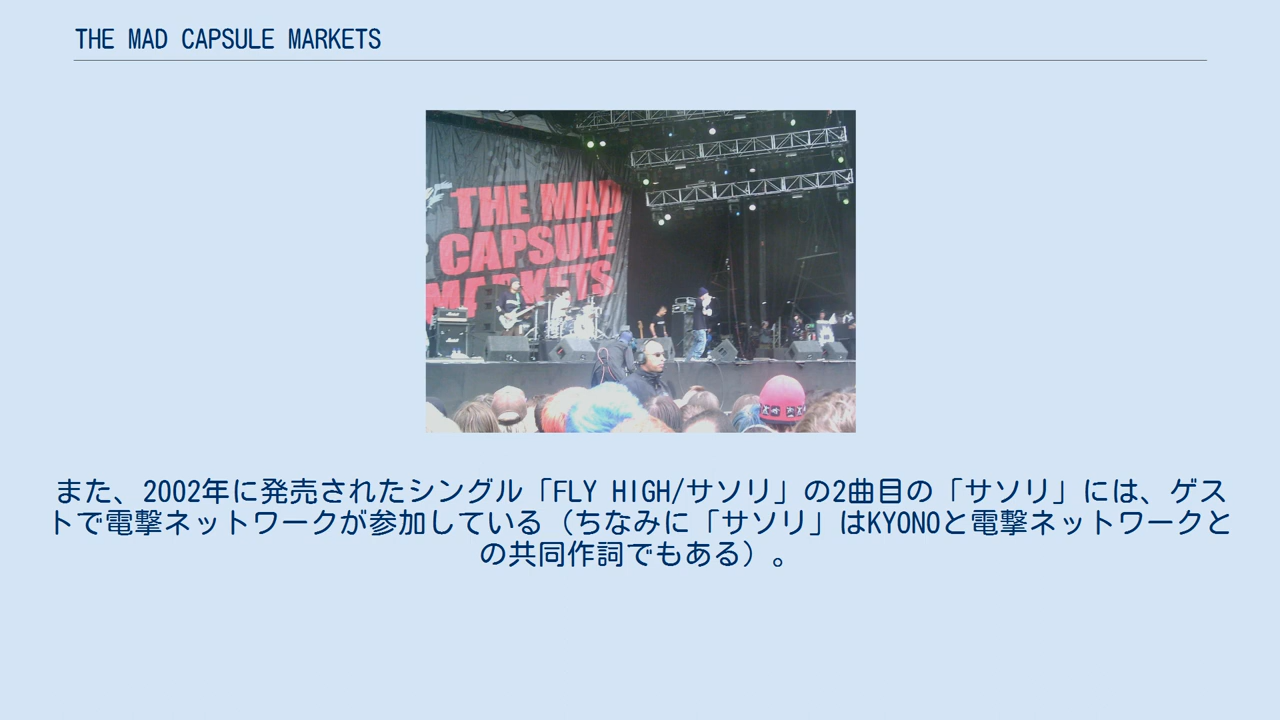 THE MAD CAPSULE MARKETS
THE MAD
CAPSULE
MARKETS
また、2002年に発売されたシングル「FLY HIGH/サソリ」の2曲目の「サソリ」には、ゲス
トで電撃ネットワークが参加している（ちなみに「サソリ」はKYONOと電撃ネットワークと
の共同作詞でもある）。